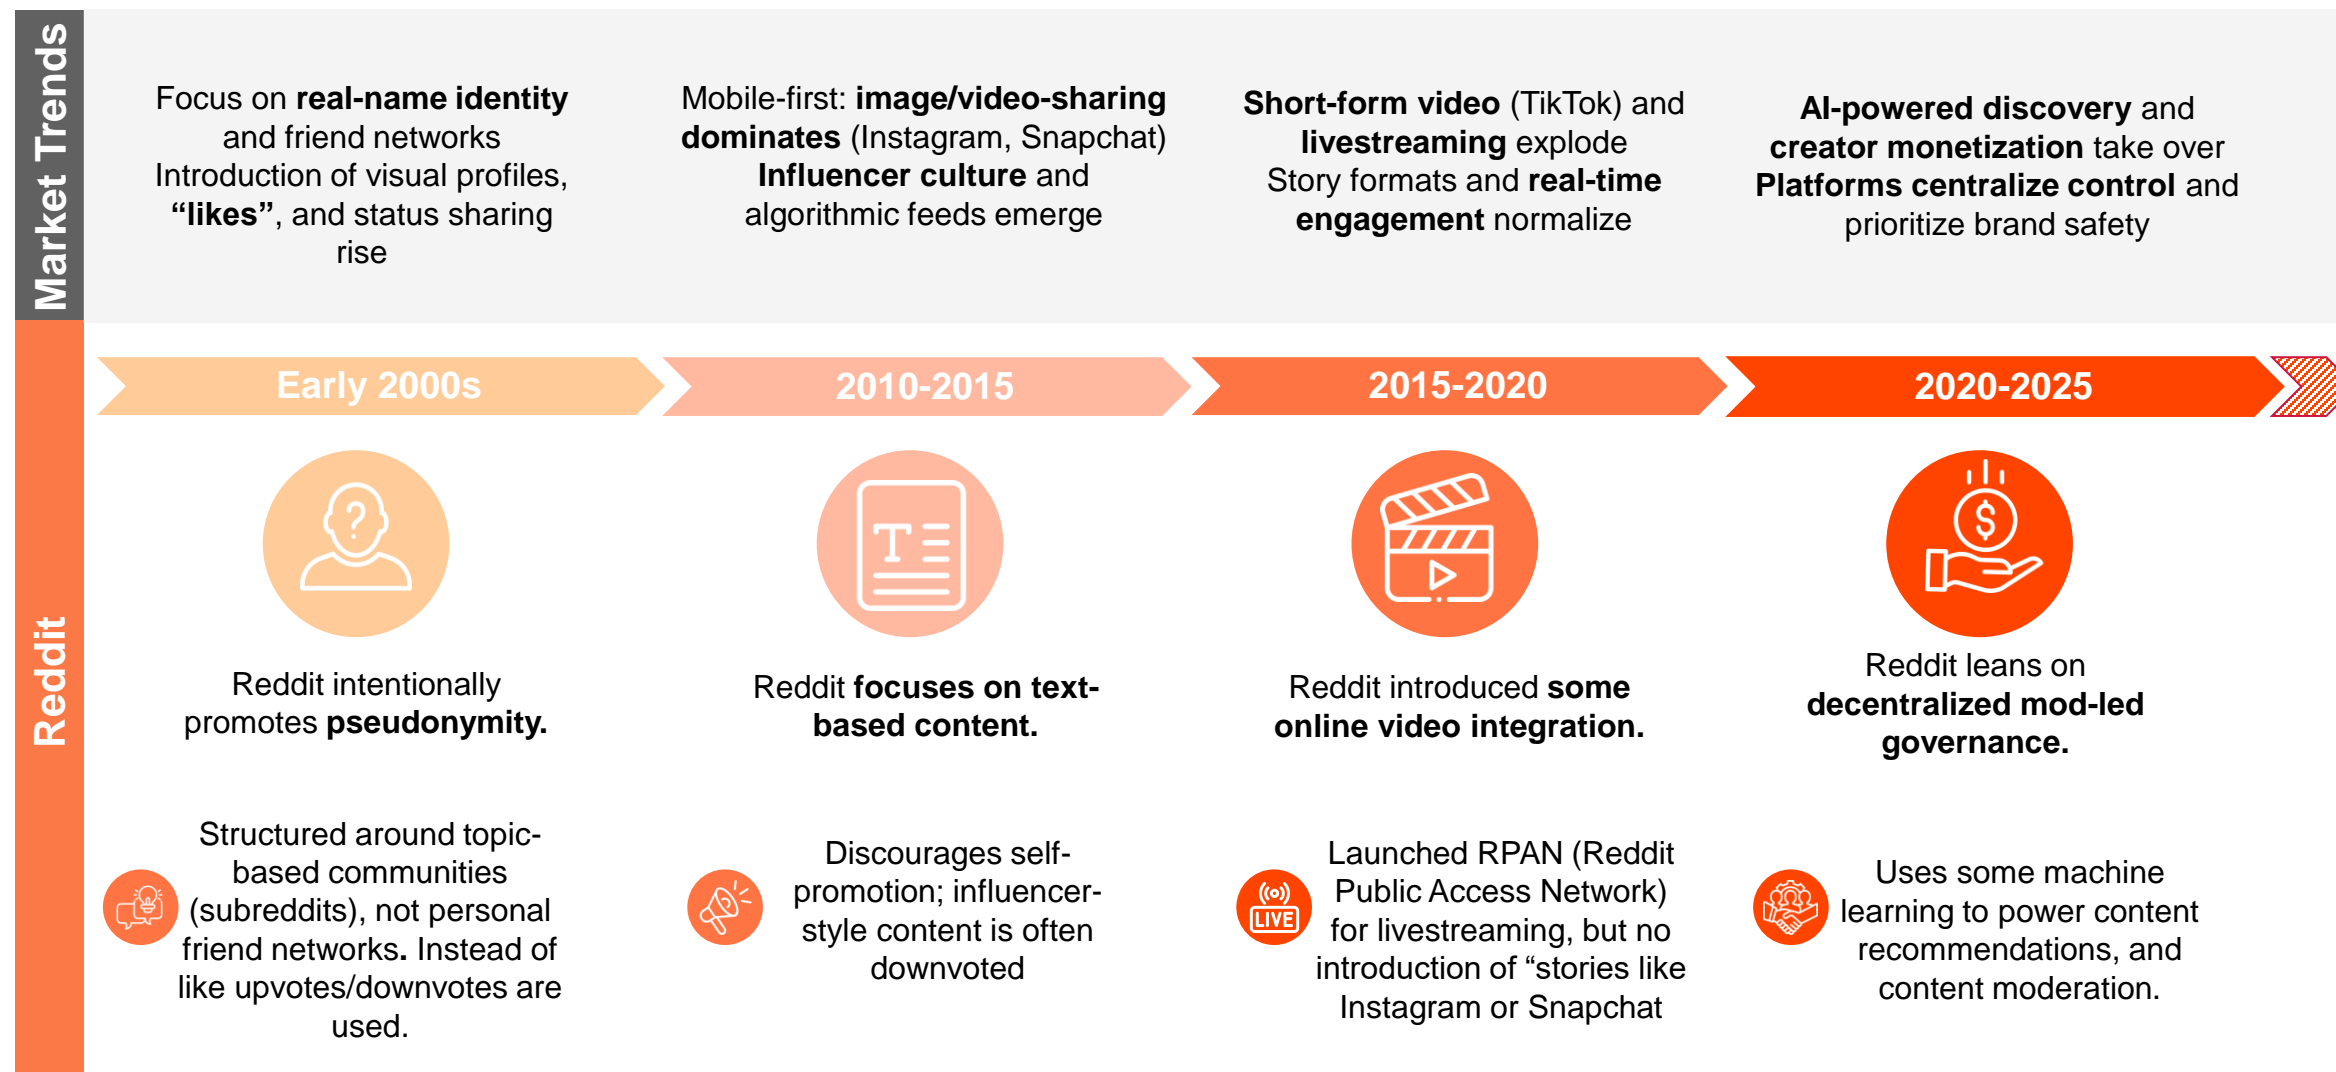 Market Trends
Focus on real-name identity
and friend networks
Introduction of visual profiles,
“likes”, and status sharing
rise
Mobile-first: image/video-sharing
dominates (Instagram, Snapchat)
Influencer culture and
algorithmic feeds emerge
Short-form video (TikTok) and
livestreaming explode
Story formats and real-time
engagement normalize
AI-powered discovery and
creator monetization take over
Platforms centralize control and
prioritize brand safety
Reddit
Early 2000s
2010-2015
2015-2020
2020-2025
?
T
$
Reddit intentionally
promotes pseudonymity.
Reddit focuses on text-
based content.
Reddit introduced some
online video integration.
Reddit leans on
decentralized mod-led
governance.
Structured around topic-
based communities
(subreddits), not personal
friend networks. Instead of
like upvotes/downvotes are
used.
Discourages self-
promotion; influencer-
style content is often
downvoted
LIVE
Launched RPAN (Reddit
Public Access Network)
for livestreaming, but no
introduction of “stories like
Instagram or Snapchat
Uses some machine
learning to power content
recommendations, and
content moderation.